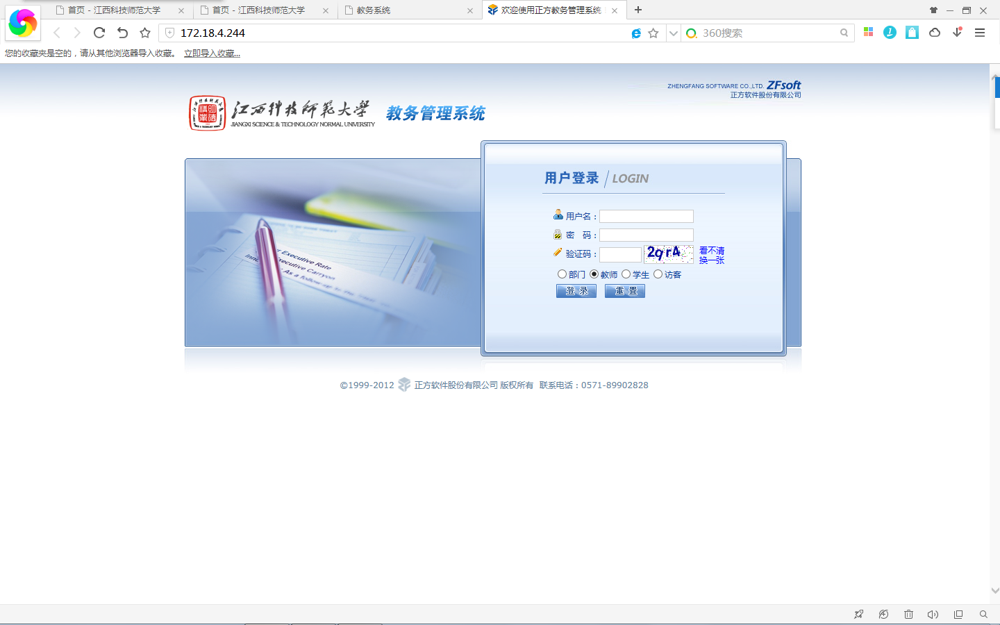 首页 - 江西科技师范大学
首页 - 江西科技师范大学
教务系统
欢迎使用正方教务管理系统
172.18.4.244
360搜索
您的收藏夹是空的，请从其他浏览器导入收藏。 立即导入收藏...
ZHENGFANG SOFTWARE CO.,LTD. ZFsoft
正方软件股份有限公司
江西科技师范大学 教务管理系统
JIANGXI SCIENCE & TECHNOLOGY NORMAL UNIVERSITY
用户登录 / LOGIN
用户名：
密 码：
验证码： 2qr4 看不清
换一张
部门 教师 学生 访客
登 录 重 置
Executive Rate
Executive Carryon
As a follow-up to the
©1999-2012 正方软件股份有限公司 版权所有 联系电话：0571-89902828